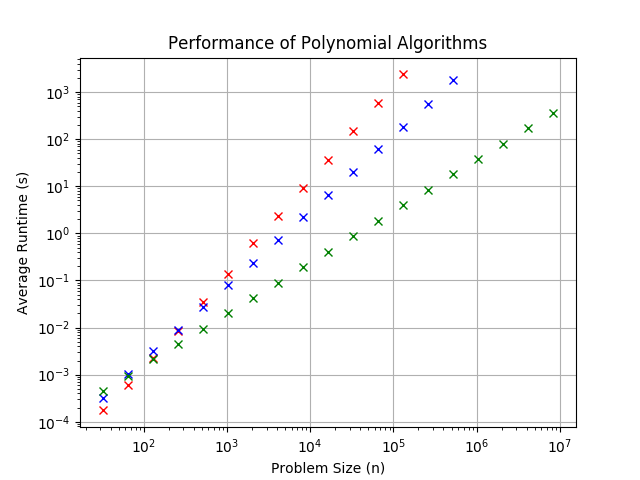 Performance of Polynomial Algorithms
Average Runtime (s)
10³
10²
10¹
10⁰
10⁻¹
10⁻²
10⁻³
10⁻⁴
10² 10³ 10⁴ 10⁵ 10⁶ 10⁷
Problem Size (n)